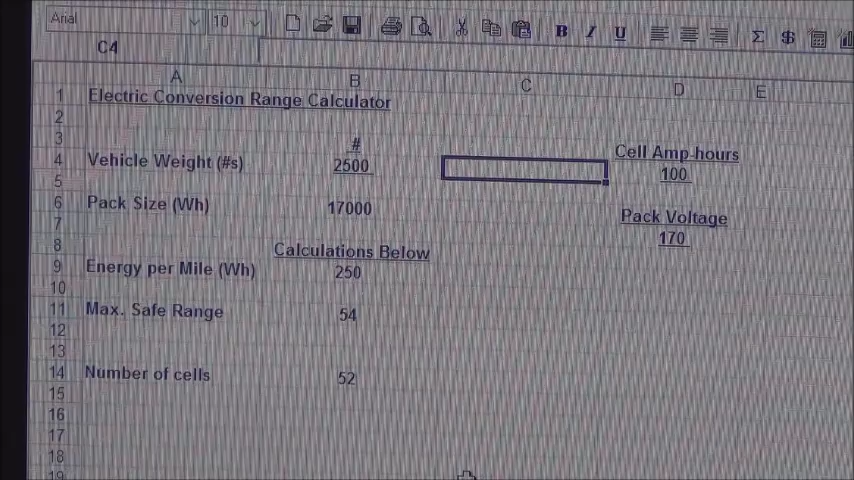 Arial 10
C4
A B C D E
1 Electric Conversion Range Calculator
2
3 # Cell Amp-hours
4 Vehicle Weight (#s) 2500 100
5
6 Pack Size (Wh) 17000 Pack Voltage
7 170
8 Calculations Below
9 Energy per Mile (Wh) 250
10
11 Max. Safe Range 54
12
13
14 Number of cells 52
15
16
17
18
19